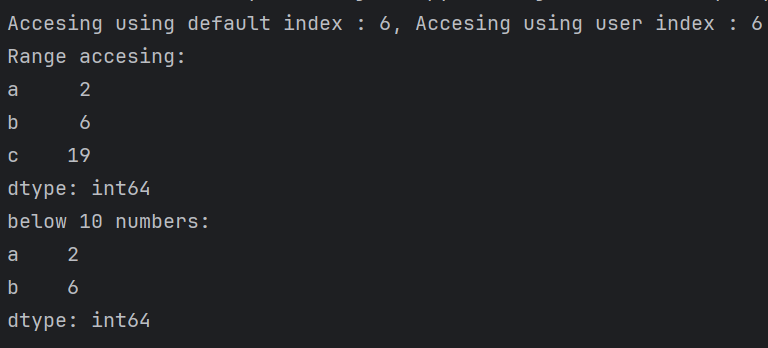 Accesing using default index : 6, Accesing using user index : 6
Range accesing:
a     2
b     6
c    19
dtype: int64
below 10 numbers:
a    2
b    6
dtype: int64